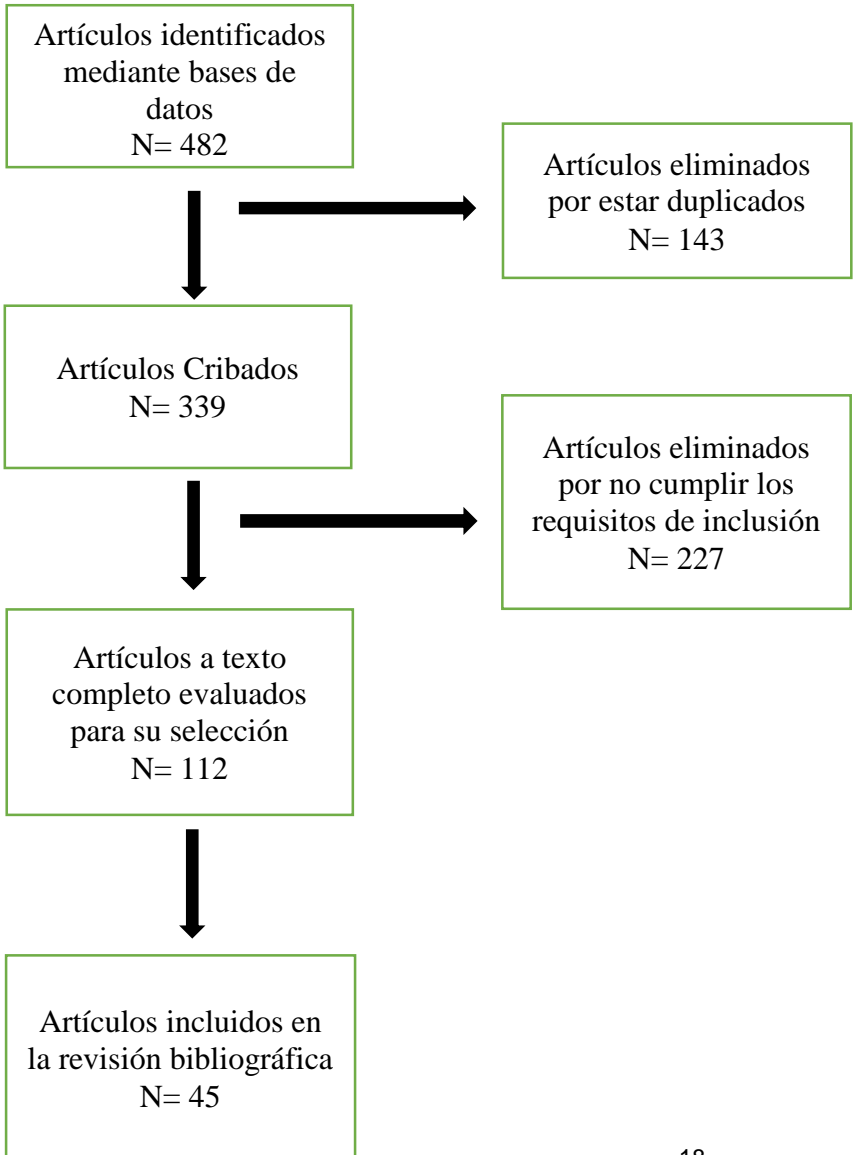 Artículos identificados
mediante bases de
datos
N= 482
Artículos eliminados
por estar duplicados
N= 143
Artículos Cribados
N= 339
Artículos eliminados
por no cumplir los
requisitos de inclusión
N= 227
Artículos a texto
completo evaluados
para su selección
N= 112
Artículos incluidos en
la revisión bibliográfica
N= 45